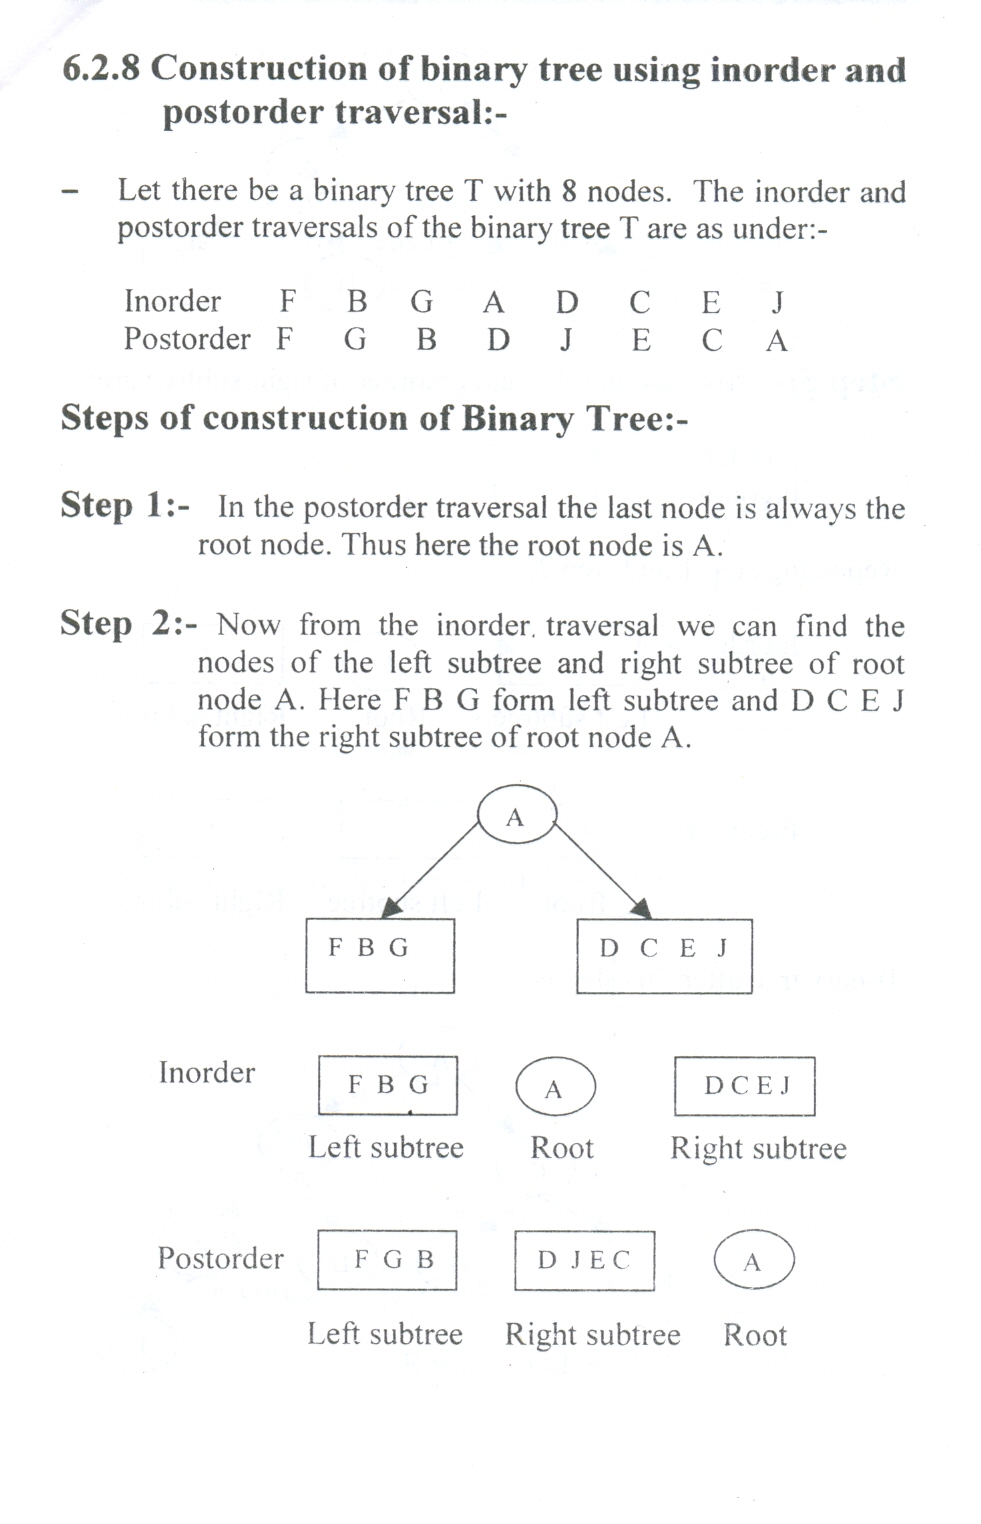 6.2.8 Construction of binary tree using inorder and
postorder traversal:-
– Let there be a binary tree T with 8 nodes. The inorder and
postorder traversals of the binary tree T are as under:-
Inorder F B G A D C E J
Postorder F G B D J E C A
Steps of construction of Binary Tree:-
Step 1:- In the postorder traversal the last node is always the
root node. Thus here the root node is A.
Step 2:- Now from the inorder. traversal we can find the
nodes of the left subtree and right subtree of root
node A. Here F B G form left subtree and D C E J
form the right subtree of root node A.
A
F B G D C E J
Inorder F B G A D C E J
Left subtree Root Right subtree
Postorder F G B D J E C A
Left subtree Right subtree Root